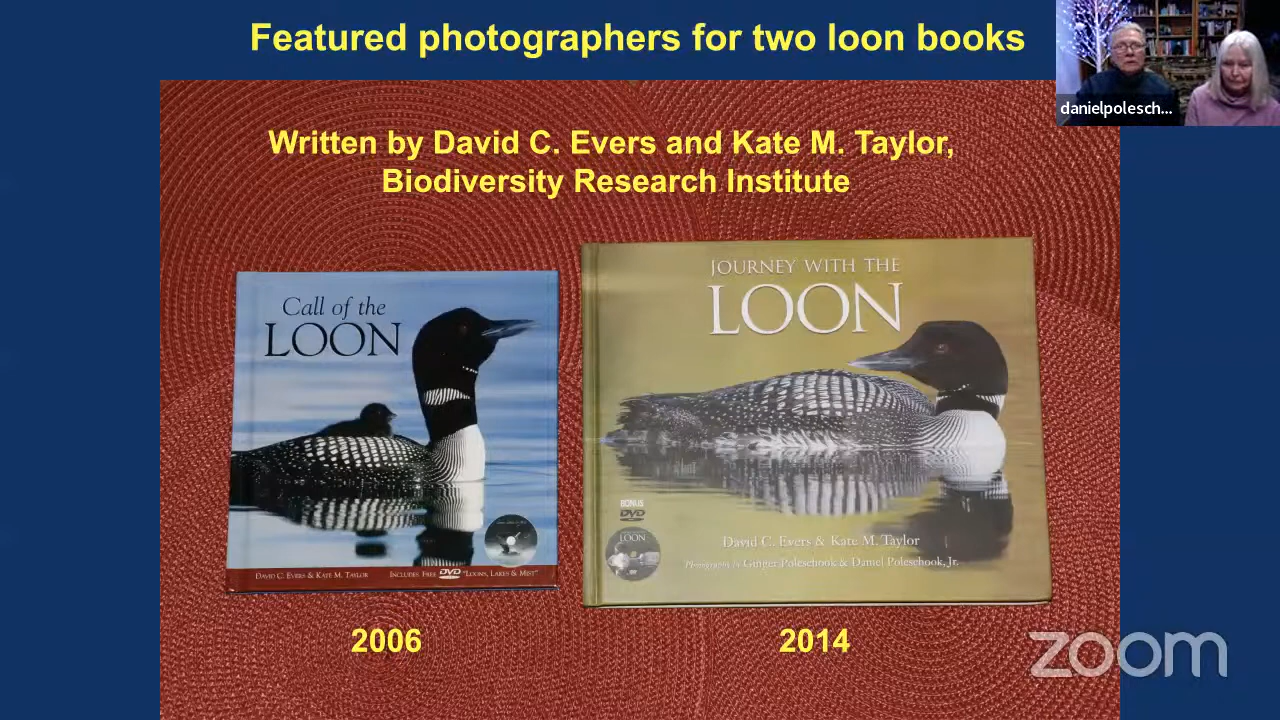 Featured photographers for two loon books
danielpolesch...
Written by David C. Evers and Kate M. Taylor,
Biodiversity Research Institute
Call of the
LOON
DAVID C. EVERS & KATE M. TAYLOR
INCLUDES FREE DVD "LOONS, LAKES & MIST"
JOURNEY WITH THE
LOON
BONUS
DVD
LOON
David C. Evers & Kate M. Taylor
Photography by Ginger Poleschook & Daniel Poleschook, Jr.
2006
2014
zoom